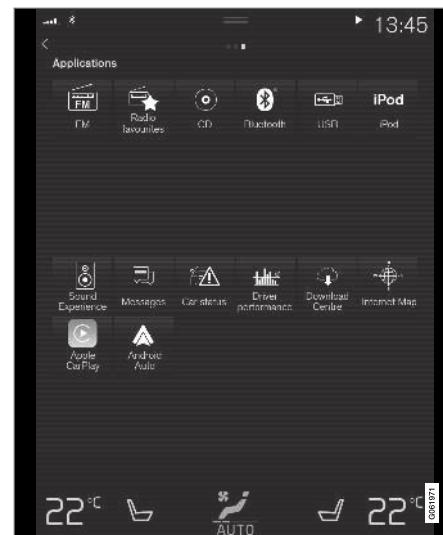 13:45
Applications
FM
iPod
FM
Radio
favourites
CD
Bluetooth
USB
iPod
Sound
Experience
Messages
Car status
Driver
performance
Download
Centre
Internet Map
Apple
CarPlay
Android
Auto
22°C
AUTO
22°C
G061971